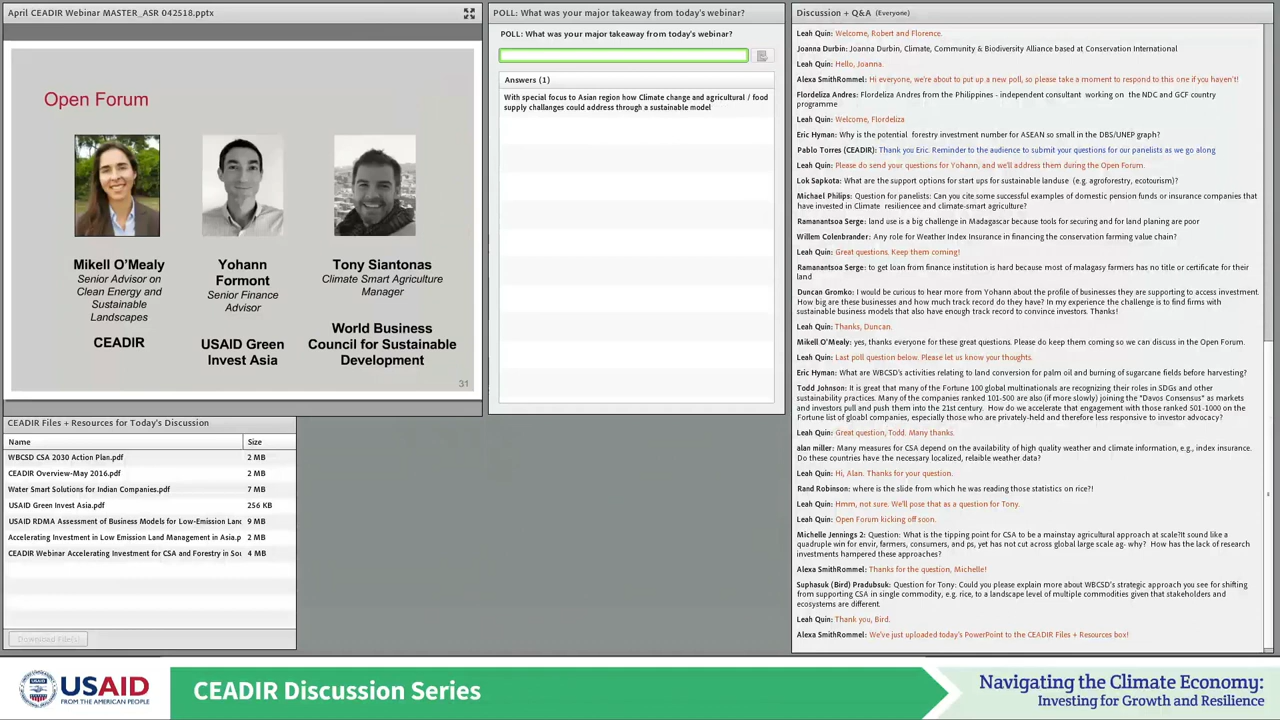 April CEADIR Webinar MASTER_ASR 042518.pptx
Open Forum
Mikell O'Mealy
Senior Advisor on
Clean Energy and
Sustainable
Landscapes
CEADIR
Yohann
Formont
Senior Finance
Advisor
USAID Green
Invest Asia
Tony Siantonas
Climate Smart Agriculture
Manager
World Business
Council for Sustainable
Development
31
POLL: What was your major takeaway from today's webinar?
POLL: What was your major takeaway from today's webinar?
Answers (1)
With special focus to Asian region how Climate change and agricultural / food
supply challanges could address through a sustainable model
CEADIR Files + Resources for Today's Discussion
Name Size
WBCSD CSA 2030 Action Plan.pdf 2 MB
CEADIR Overview-May 2016.pdf 2 MB
Water Smart Solutions for Indian Companies.pdf 7 MB
USAID Green Invest Asia.pdf 256 KB
USAID RDMA Assessment of Business Models for Low-Emission Lanc 9 MB
Accelerating Investment in Low Emission Land Management in Asia.p 2 MB
CEADIR Webinar Accelerating Investment for CSA and Forestry in Sou 4 MB
Download File(s)
Discussion + Q&A (Everyone)
Leah Quin: Welcome, Robert and Florence.
Joanna Durbin: Joanna Durbin, Climate, Community & Biodiversity Alliance based at Conservation International
Leah Quin: Hello, Joanna.
Alexa SmithRommel: Hi everyone, we're about to put up a new poll, so please take a moment to respond to this one if you haven't!
Flordeliza Andres: Flordeliza Andres from the Philippines - independent consultant working on the NDC and GCF country
programme
Leah Quin: Welcome, Flordeliza
Eric Hyman: Why is the potential forestry investment number for ASEAN so small in the DBS/UNEP graph?
Pablo Torres (CEADIR): Thank you Eric. Reminder to the audience to submit your questions for our panelists as we go along
Leah Quin: Please do send your questions for Yohann, and we'll address them during the Open Forum.
Lok Sapkota: What are the support options for start ups for sustainable landuse (e.g. agroforestry, ecotourism)?
Michael Philips: Question for panelists: Can you cite some successful examples of domestic pension funds or insurance companies that
have invested in Climate resiliencee and climate-smart agriculture?
Ramanantsoa Serge: land use is a big challenge in Madagascar because tools for securing and for land planing are poor
Willem Colenbrander: Any role for Weather Index Insurance in financing the conservation farming value chain?
Leah Quin: Great questions. Keep them coming!
Ramanantsoa Serge: to get loan from finance institution is hard because most of malagasy farmers has no title or certificate for their
land
Duncan Gromko: I would be curious to hear more from Yohann about the profile of businesses they are supporting to access investment.
How big are these businesses and how much track record do they have? In my experience the challenge is to find firms with
sustainable business models that also have enough track record to convince investors. Thanks!
Leah Quin: Thanks, Duncan.
Mikell O'Mealy: yes, thanks everyone for these great questions. Please do keep them coming so we can discuss in the Open Forum.
Leah Quin: Last poll question below. Please let us know your thoughts.
Eric Hyman: What are WBCSD's activities relating to land conversion for palm oil and burning of sugarcane fields before harvesting?
Todd Johnson: It is great that many of the Fortune 100 global multinationals are recognizing their roles in SDGs and other
sustainability practices. Many of the companies ranked 101-500 are also (if more slowly) joining the "Davos Consensus" as markets
and investors pull and push them into the 21st century. How do we accelerate that engagement with those ranked 501-1000 on the
Fortune list of gloabl companies, especially those who are privately-held and therefore less responsive to investor advocacy?
Leah Quin: Great question, Todd. Many thanks.
alan miller: Many measures for CSA depend on the availability of high quality weather and climate information, e.g., index insurance.
Do these countries have the necessary localized, relaible weather data?
Leah Quin: Hi, Alan. Thanks for your question.
Rand Robinson: where is the slide from which he was reading those statistics on rice?!
Leah Quin: Hmm, not sure. We'll pose that as a question for Tony.
Leah Quin: Open Forum kicking off soon.
Michelle Jennings 2: Question: What is the tipping point for CSA to be a mainstay agricultural approach at scale?It sound like a
quadruple win for envir, farmers, consumers, and ps, yet has not cut across global large scale ag- why? How has the lack of research
investments hampered these approaches?
Alexa SmithRommel: Thanks for the question, Michelle!
Suphasuk (Bird) Pradubsuk: Question for Tony: Could you please explain more about WBCSD's strategic approach you see for shifting
from supporting CSA in single commodity, e.g. rice, to a landscape level of multiple commodities given that stakeholders and
ecosystems are different.
Leah Quin: Thank you, Bird.
Alexa SmithRommel: We've just uploaded today's PowerPoint to the CEADIR Files + Resources box!
USAID
FROM THE AMERICAN PEOPLE
CEADIR Discussion Series
Navigating the Climate Economy:
Investing for Growth and Resilience